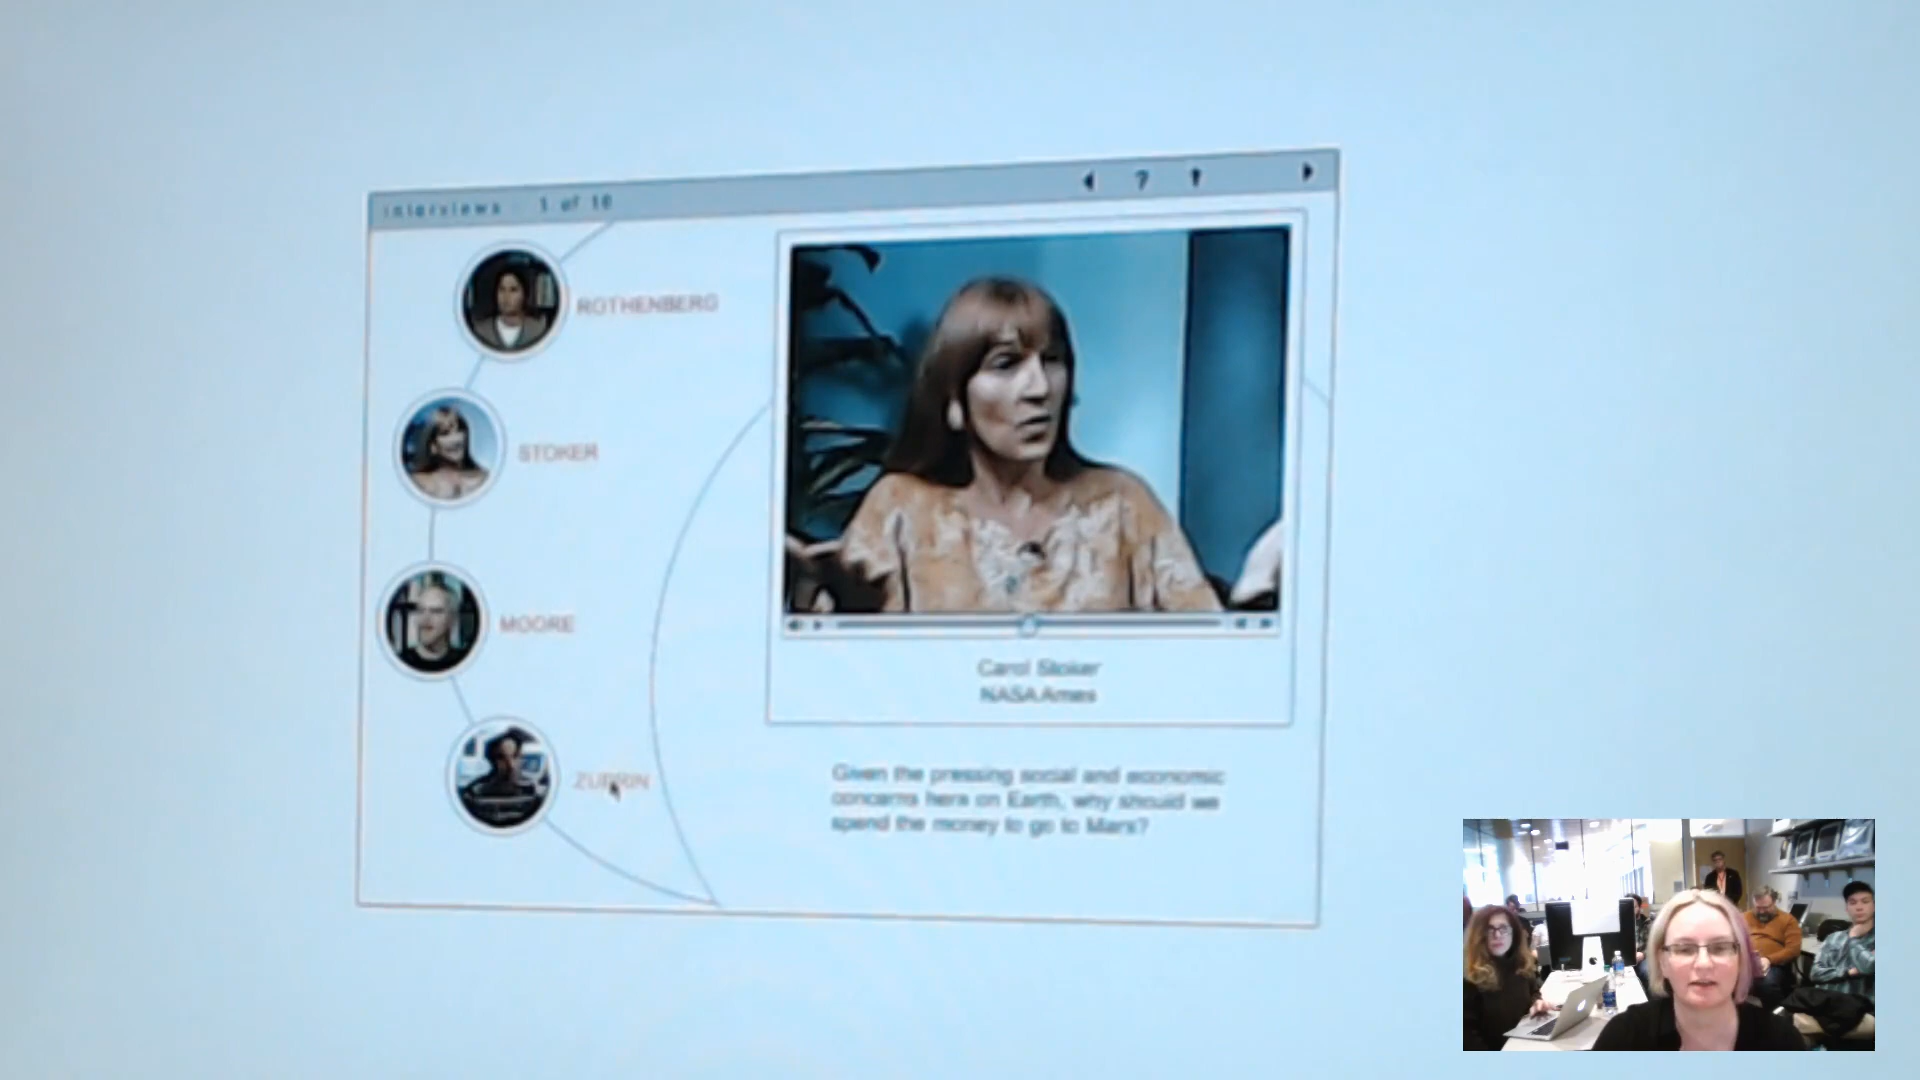 interviews - 1 of 10
?
ROTHENBERG
STOKER
MOORE
ZUBRIN
Carol Stoker
NASA Ames
Given the pressing social and economic
concerns here on Earth, why should we
spend the money to go to Mars?